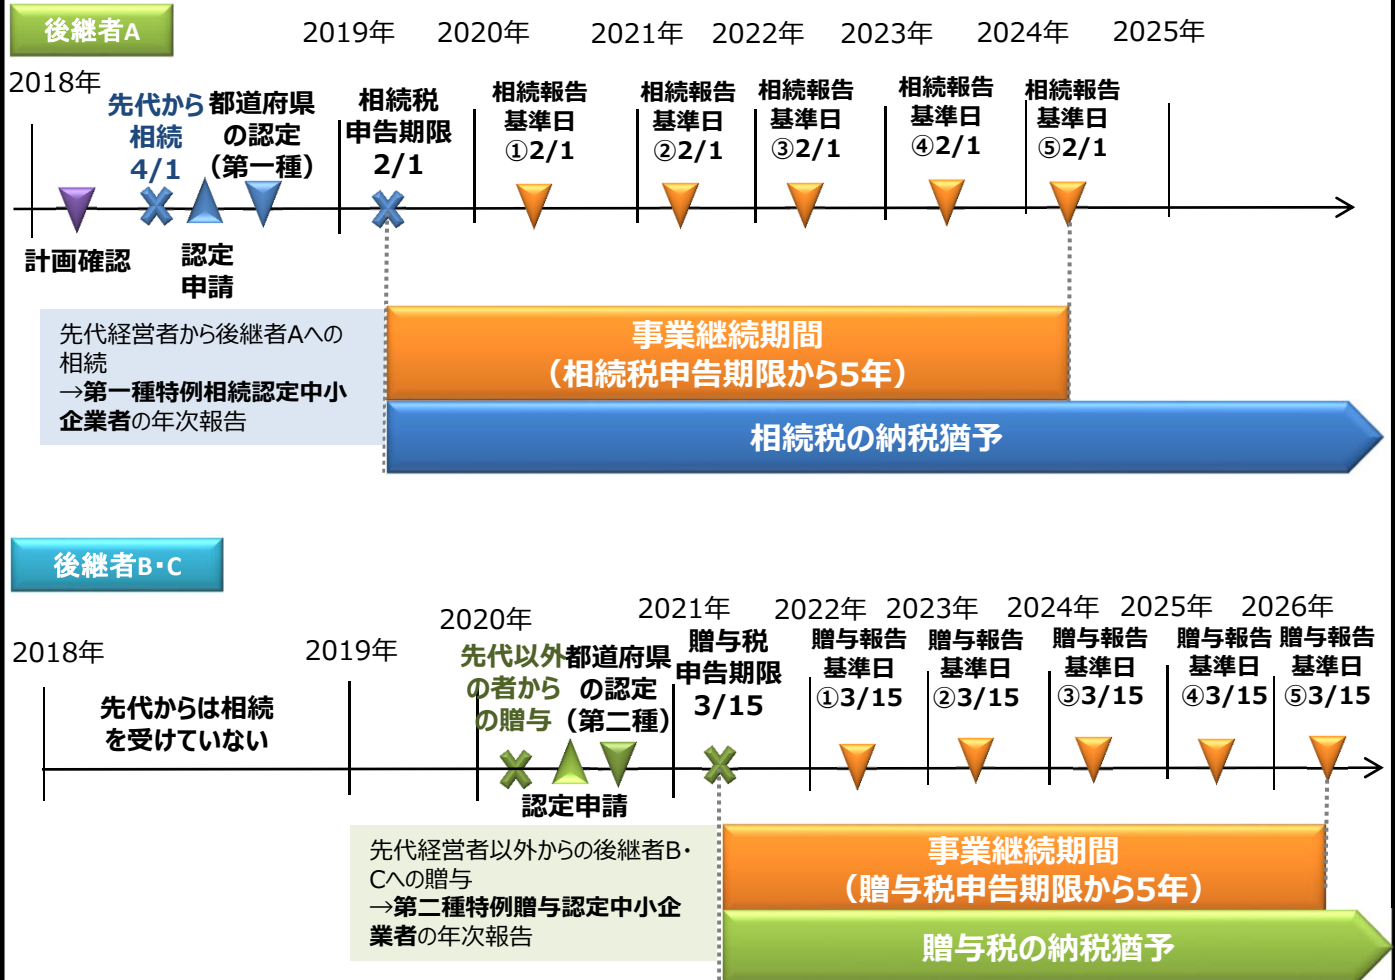 後継者A
2018年
2019年
2020年
2021年
2022年
2023年
2024年
2025年
先代から
相続
4/1
都道府県
の認定
（第一種）
相続税
申告期限
2/1
相続報告
基準日
①2/1
相続報告
基準日
②2/1
相続報告
基準日
③2/1
相続報告
基準日
④2/1
相続報告
基準日
⑤2/1
計画確認
認定
申請
先代経営者から後継者Aへの
相続
→第一種特例相続認定中小
企業者の年次報告
事業継続期間
（相続税申告期限から5年）
相続税の納税猶予
後継者B・C
2018年
2019年
2020年
2021年
2022年
2023年
2024年
2025年
2026年
先代からは相続
を受けていない
先代以外
の者から
の贈与
都道府県
の認定
（第二種）
贈与税
申告期限
3/15
贈与報告
基準日
①3/15
贈与報告
基準日
②3/15
贈与報告
基準日
③3/15
贈与報告
基準日
④3/15
贈与報告
基準日
⑤3/15
認定申請
先代経営者以外からの後継者B・
Cへの贈与
→第二種特例贈与認定中小企
業者の年次報告
事業継続期間
（贈与税申告期限から5年）
贈与税の納税猶予